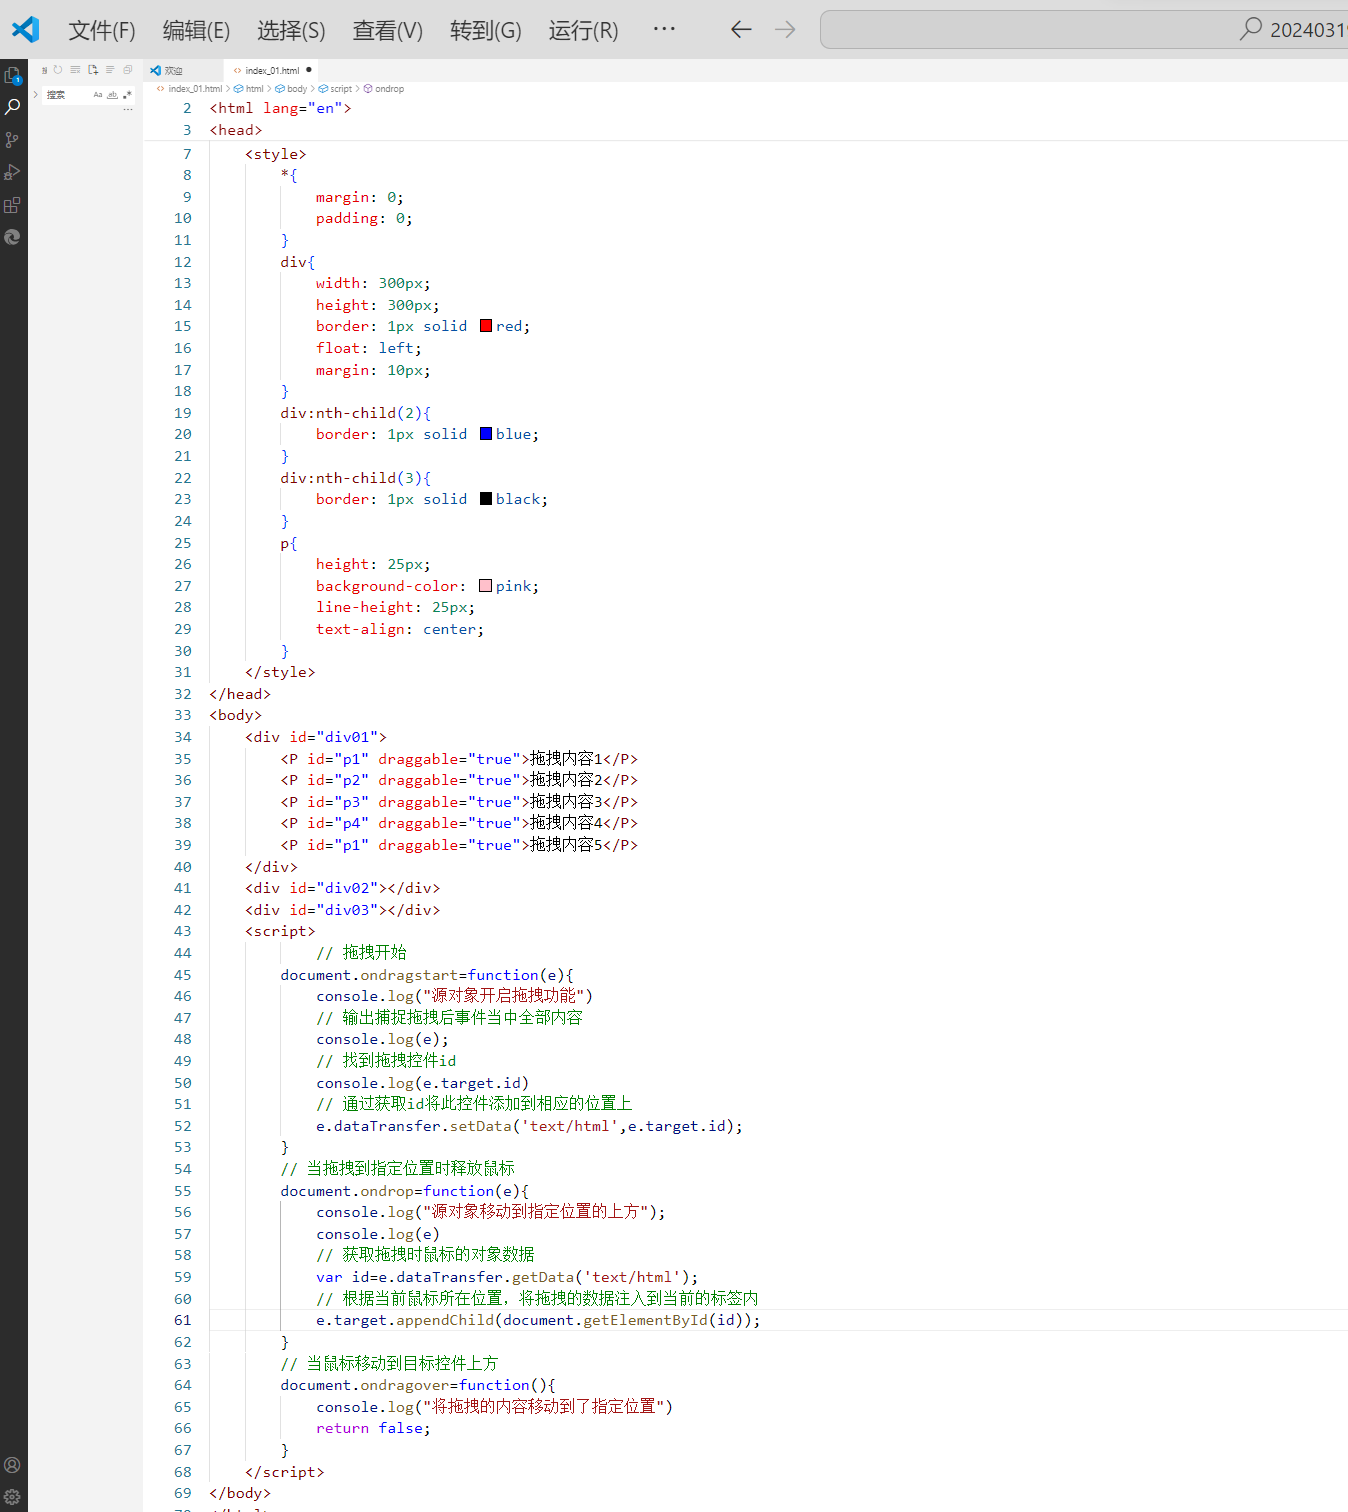 文件(F) 编辑(E) 选择(S) 查看(V) 转到(G) 运行(R) ··· 2024031
搜索 Aa ab
欢迎 index_01.html
index_01.html > html > body > script > ondrop
2 <html lang="en">
3 <head>
7 <style>
8 *{
9 margin: 0;
10 padding: 0;
11 }
12 div{
13 width: 300px;
14 height: 300px;
15 border: 1px solid red;
16 float: left;
17 margin: 10px;
18 }
19 div:nth-child(2){
20 border: 1px solid blue;
21 }
22 div:nth-child(3){
23 border: 1px solid black;
24 }
25 p{
26 height: 25px;
27 background-color: pink;
28 line-height: 25px;
29 text-align: center;
30 }
31 </style>
32 </head>
33 <body>
34 <div id="div01">
35 <P id="p1" draggable="true">拖拽内容1</P>
36 <P id="p2" draggable="true">拖拽内容2</P>
37 <P id="p3" draggable="true">拖拽内容3</P>
38 <P id="p4" draggable="true">拖拽内容4</P>
39 <P id="p1" draggable="true">拖拽内容5</P>
40 </div>
41 <div id="div02"></div>
42 <div id="div03"></div>
43 <script>
44 // 拖拽开始
45 document.ondragstart=function(e){
46 console.log("源对象开启拖拽功能")
47 // 输出捕捉拖拽后事件当中全部内容
48 console.log(e);
49 // 找到拖拽控件id
50 console.log(e.target.id)
51 // 通过获取id将此控件添加到相应的位置上
52 e.dataTransfer.setData('text/html',e.target.id);
53 }
54 // 当拖拽到指定位置时释放鼠标
55 document.ondrop=function(e){
56 console.log("源对象移动到指定位置的上方");
57 console.log(e)
58 // 获取拖拽时鼠标的对象数据
59 var id=e.dataTransfer.getData('text/html');
60 // 根据当前鼠标所在位置，将拖拽的数据注入到当前的标签内
61 e.target.appendChild(document.getElementById(id));
62 }
63 // 当鼠标移动到目标控件上方
64 document.ondragover=function(){
65 console.log("将拖拽的内容移动到了指定位置")
66 return false;
67 }
68 </script>
69 </body>